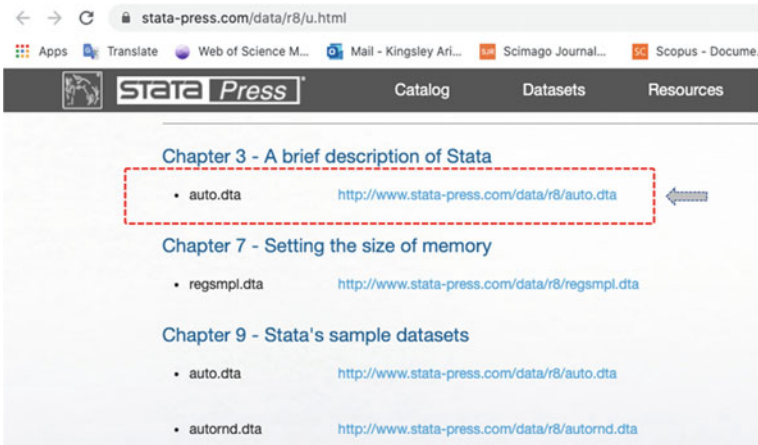 stata-press.com/data/r8/u.html
Apps Translate Web of Science M... Mail - Kingsley Ari... SJR Scimago Journal... SC Scopus - Docume.
STATA Press Catalog Datasets Resources
Chapter 3 - A brief description of Stata
• auto.dta http://www.stata-press.com/data/r8/auto.dta
Chapter 7 - Setting the size of memory
• regsmpl.dta http://www.stata-press.com/data/r8/regsmpl.dta
Chapter 9 - Stata's sample datasets
• auto.dta http://www.stata-press.com/data/r8/auto.dta
• autornd.dta http://www.stata-press.com/data/r8/autornd.dta